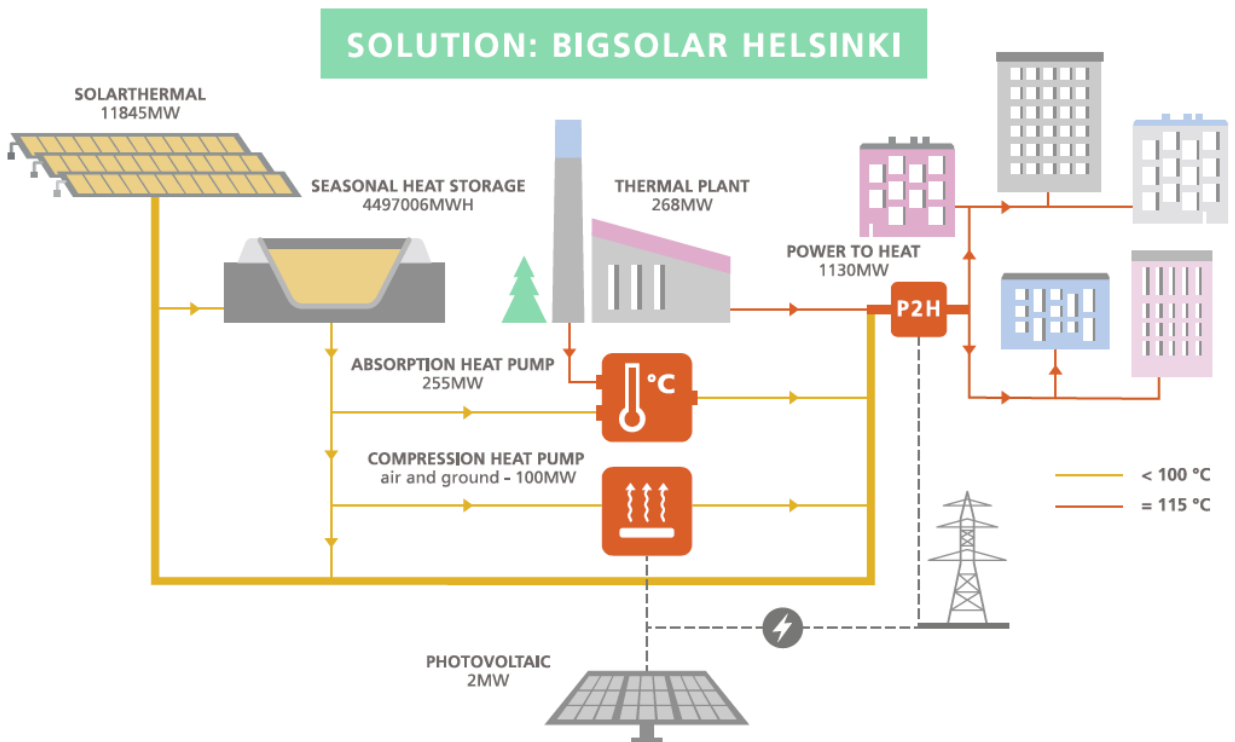 SOLUTION: BIGSOLAR HELSINKI
SOLARTHERMAL
11845MW
SEASONAL HEAT STORAGE
4497006MWH
THERMAL PLANT
268MW
POWER TO HEAT
1130MW
P2H
ABSORPTION HEAT PUMP
255MW
°C
COMPRESSION HEAT PUMP
air and ground - 100MW
< 100 °C
= 115 °C
PHOTOVOLTAIC
2MW